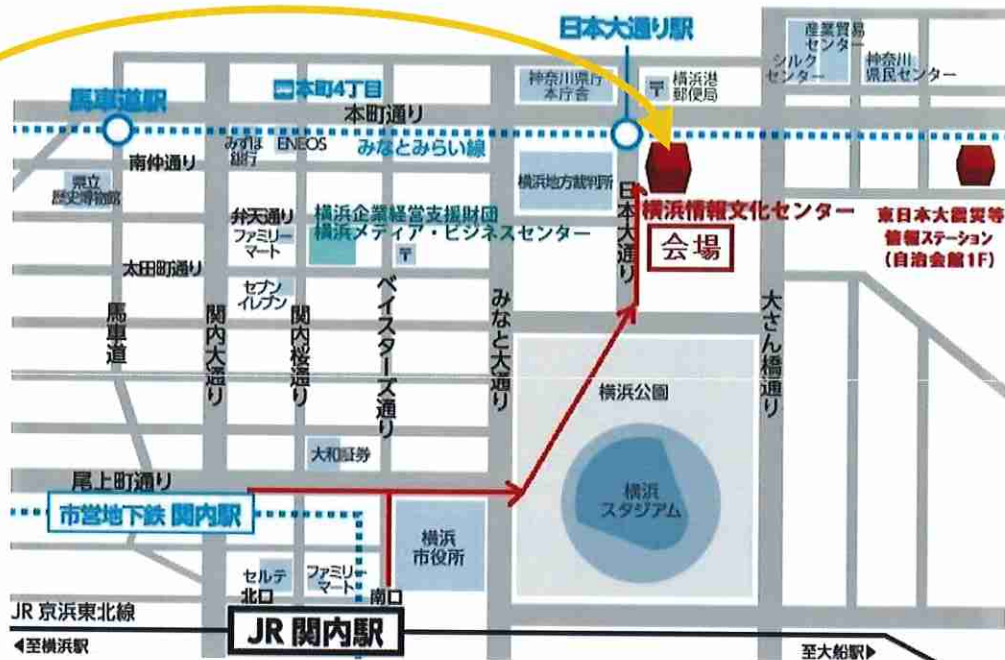 日本大通り駅
産業貿易
センター
シルク
センター
神奈川
県民センター
神奈川県庁
本庁舎
〒
横浜港
郵便局
馬車道駅
本町4丁目
本町通り
みずほ
銀行
ENEOS
みなとみらい線
南仲通り
県立
歴史博物館
横浜地方裁判所
日本大通り
横浜情報文化センター
会場
東日本大震災等
情報ステーション
(自治会館1F)
弁天通り
ファミリー
マート
横浜企業経営支援財団
横浜メディア・ビジネスセンター
〒
太田町通り
セブン
イレブン
馬車道
関内大通り
関内桜通り
ベイスターズ通り
みなと大通り
大さん橋通り
横浜公園
大和証券
尾上町通り
横浜
スタジアム
市営地下鉄 関内駅
横浜
市役所
セルテ
北口
ファミリー
マート
南口
JR 京浜東北線
JR 関内駅
◀至横浜駅
至大船駅▶